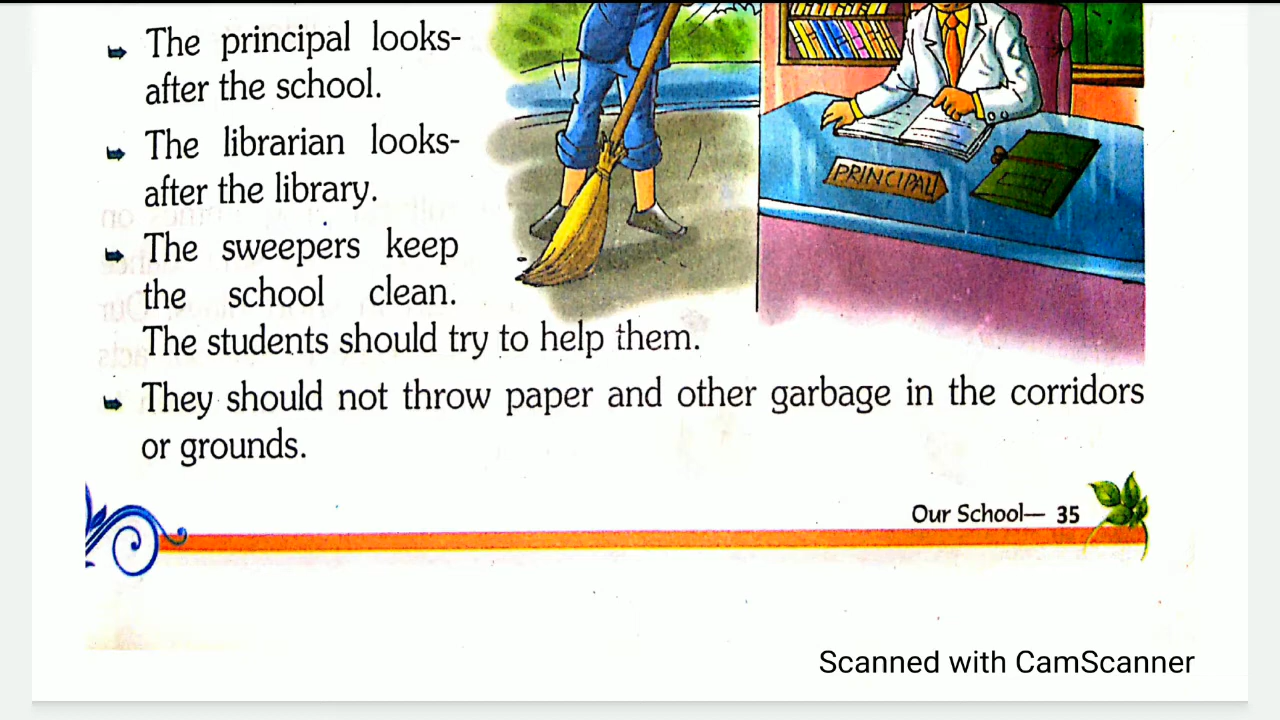 The principal looks-
after the school.
The librarian looks-
after the library.
The sweepers keep
the school clean.
The students should try to help them.
They should not throw paper and other garbage in the corridors
or grounds.
PRINCIPAL
Our School— 35
Scanned with CamScanner